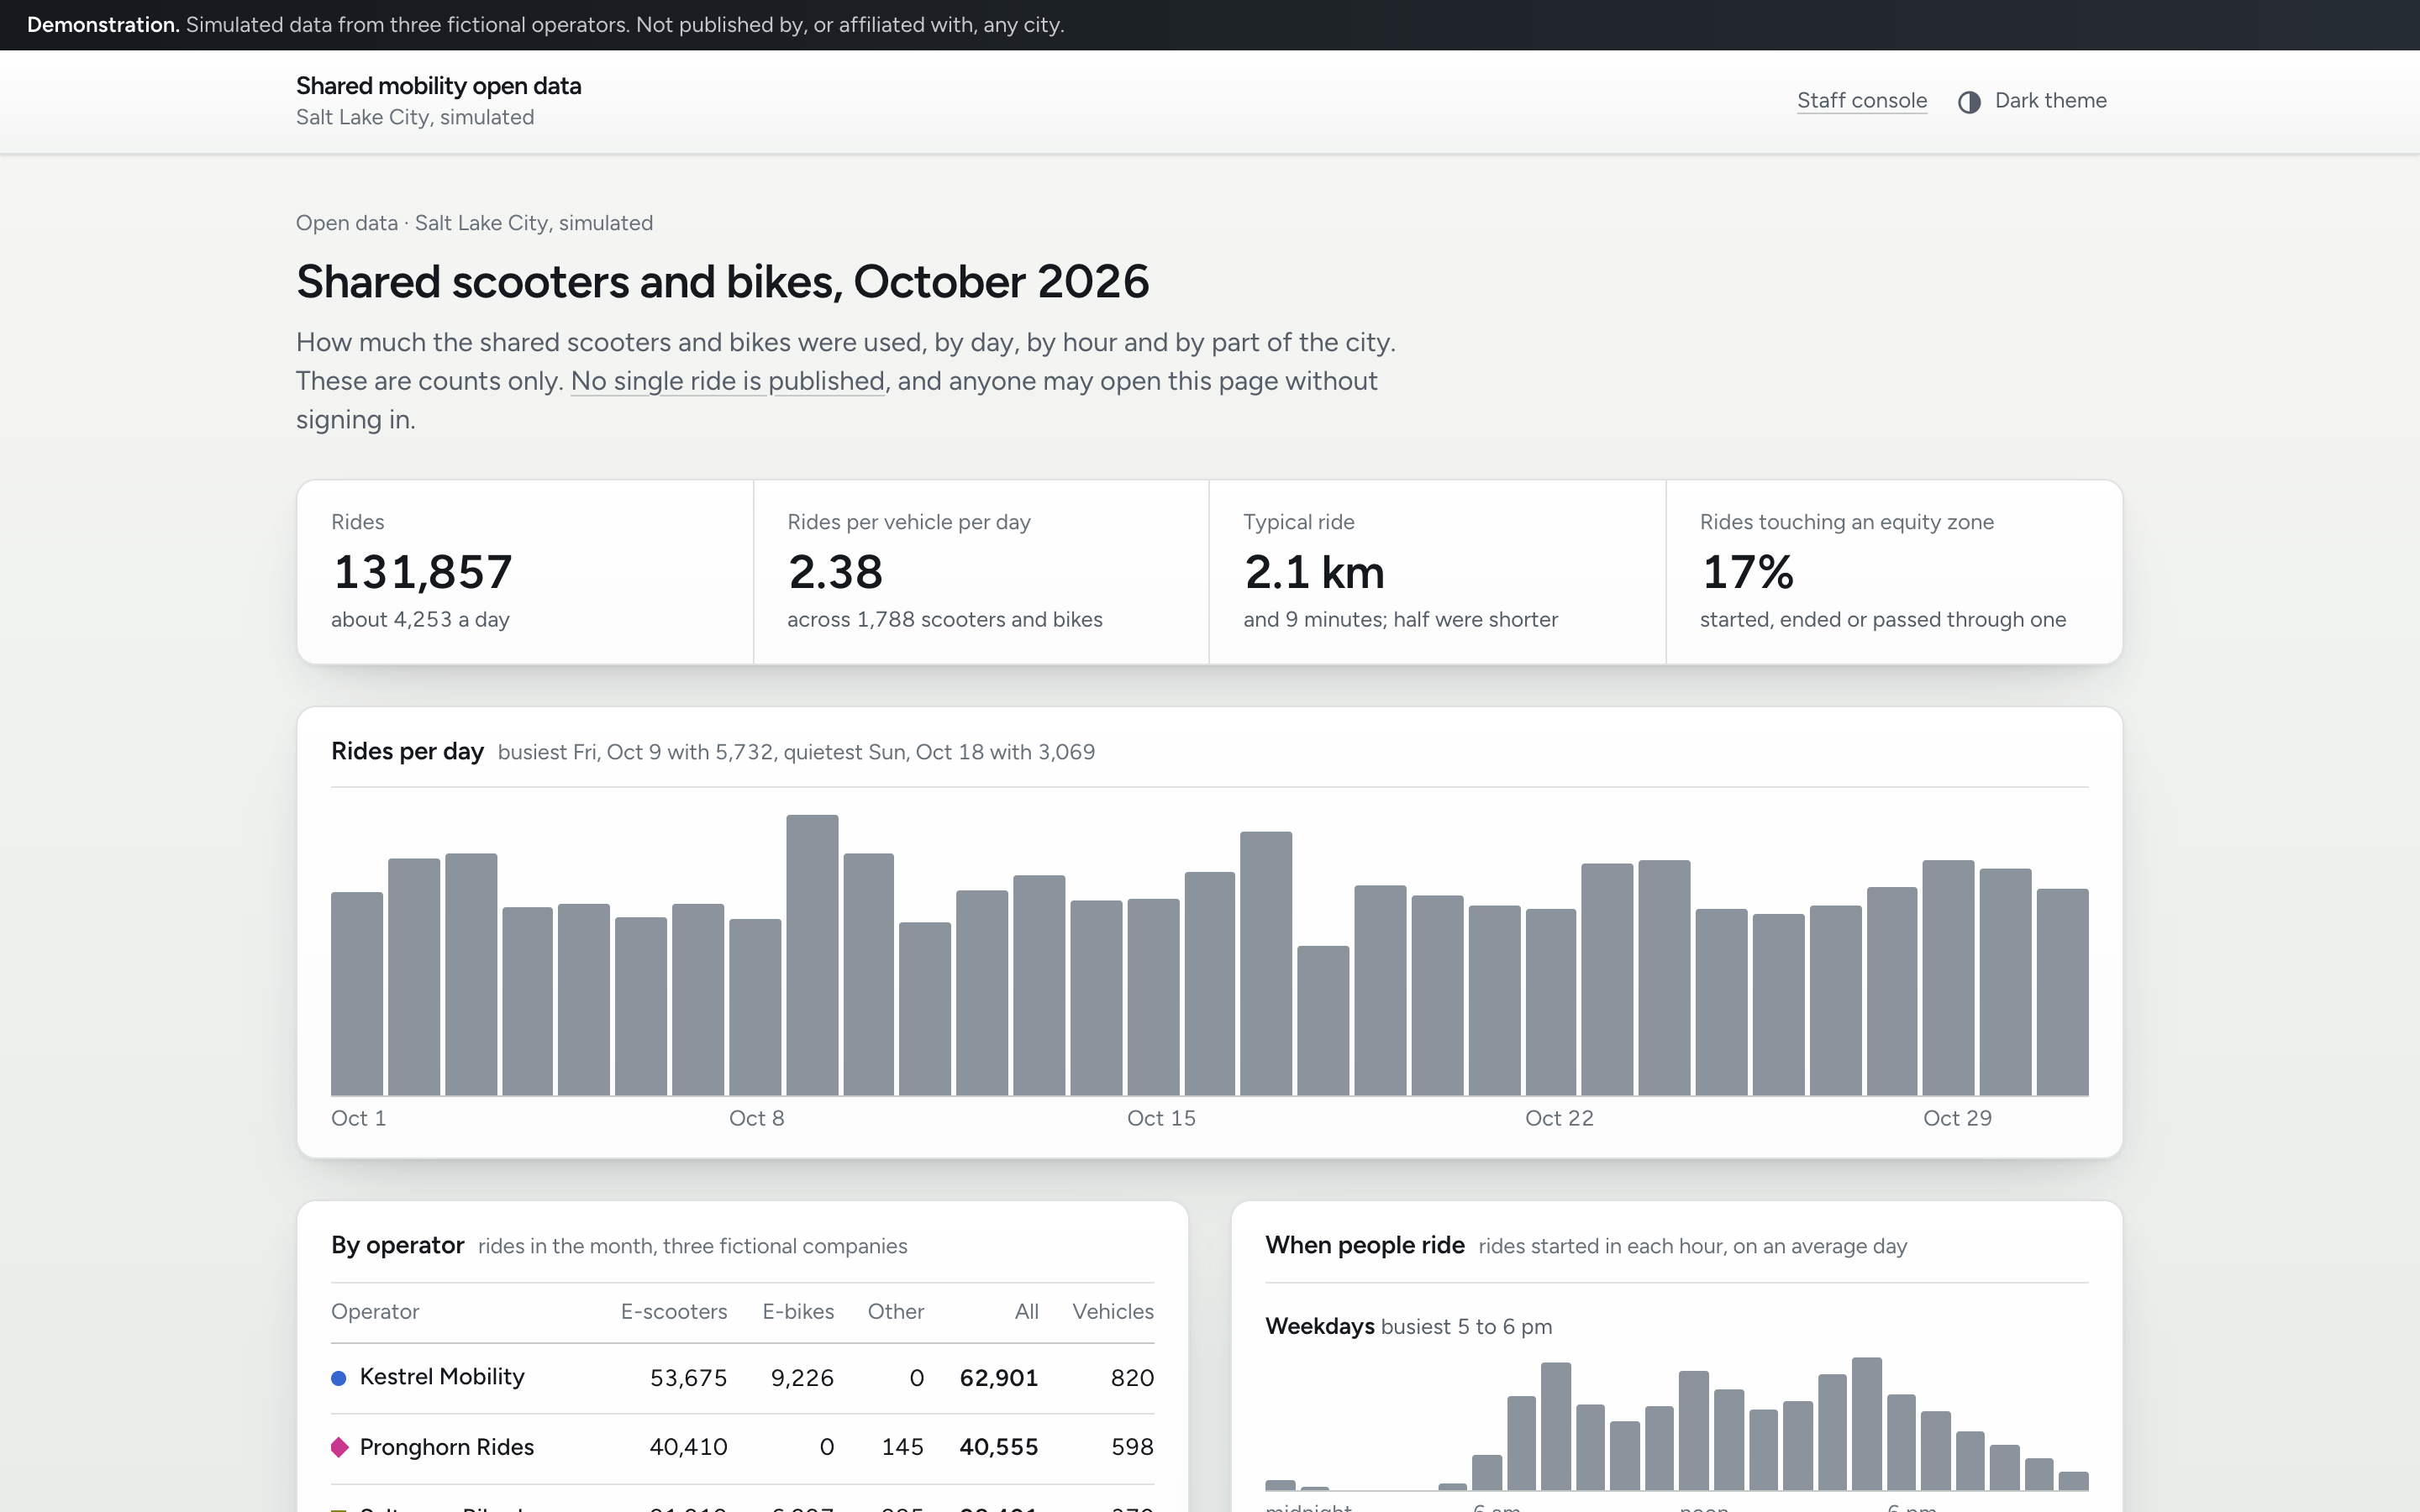 Demonstration. Simulated data from three fictional operators. Not published by, or affiliated with, any city.
Shared mobility open data
Salt Lake City, simulated
Staff console
Dark theme
Open data · Salt Lake City, simulated
Shared scooters and bikes, October 2026
How much the shared scooters and bikes were used, by day, by hour and by part of the city.
These are counts only. No single ride is published, and anyone may open this page without
signing in.
Rides
131,857
about 4,253 a day
Rides per vehicle per day
2.38
across 1,788 scooters and bikes
Typical ride
2.1 km
and 9 minutes; half were shorter
Rides touching an equity zone
17%
started, ended or passed through one
Rides per day busiest Fri, Oct 9 with 5,732, quietest Sun, Oct 18 with 3,069
Oct 1 Oct 8 Oct 15 Oct 22 Oct 29
By operator rides in the month, three fictional companies
Operator E-scooters E-bikes Other All Vehicles
Kestrel Mobility 53,675 9,226 0 62,901 820
Pronghorn Rides 40,410 0 145 40,555 598
When people ride rides started in each hour, on an average day
Weekdays busiest 5 to 6 pm
midnight 6 am noon 6 pm